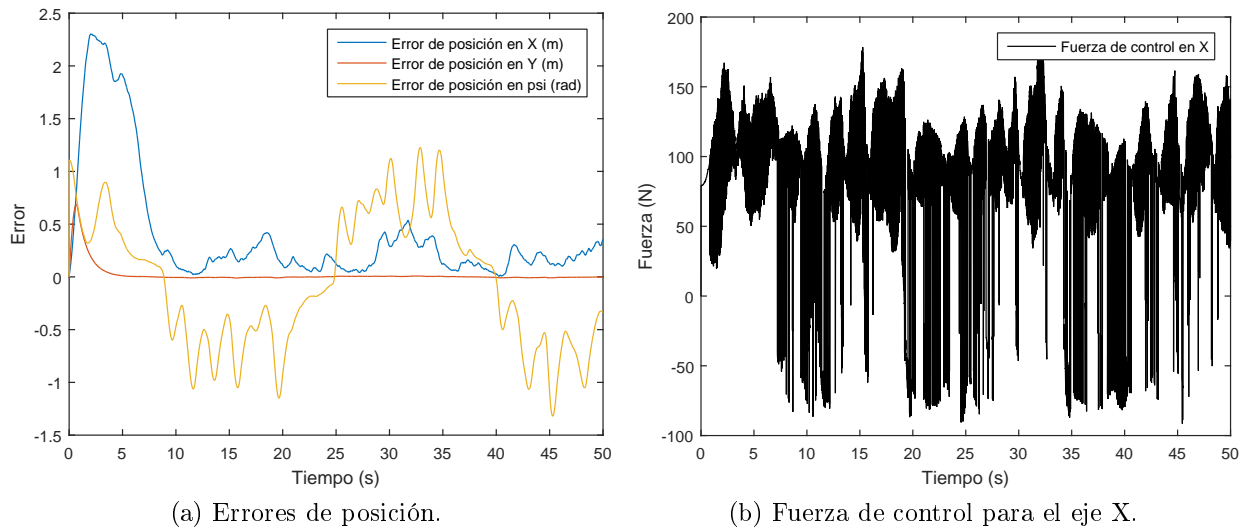 2.5
2
1.5
1
0.5
0
-0.5
-1
-1.5
Error
Error de posición en X (m)
Error de posición en Y (m)
Error de posición en psi (rad)
0 5 10 15 20 25 30 35 40 45 50
Tiempo (s)
(a) Errores de posición.
200
150
100
50
0
-50
-100
Fuerza (N)
Fuerza de control en X
0 5 10 15 20 25 30 35 40 45 50
Tiempo (s)
(b) Fuerza de control para el eje X.